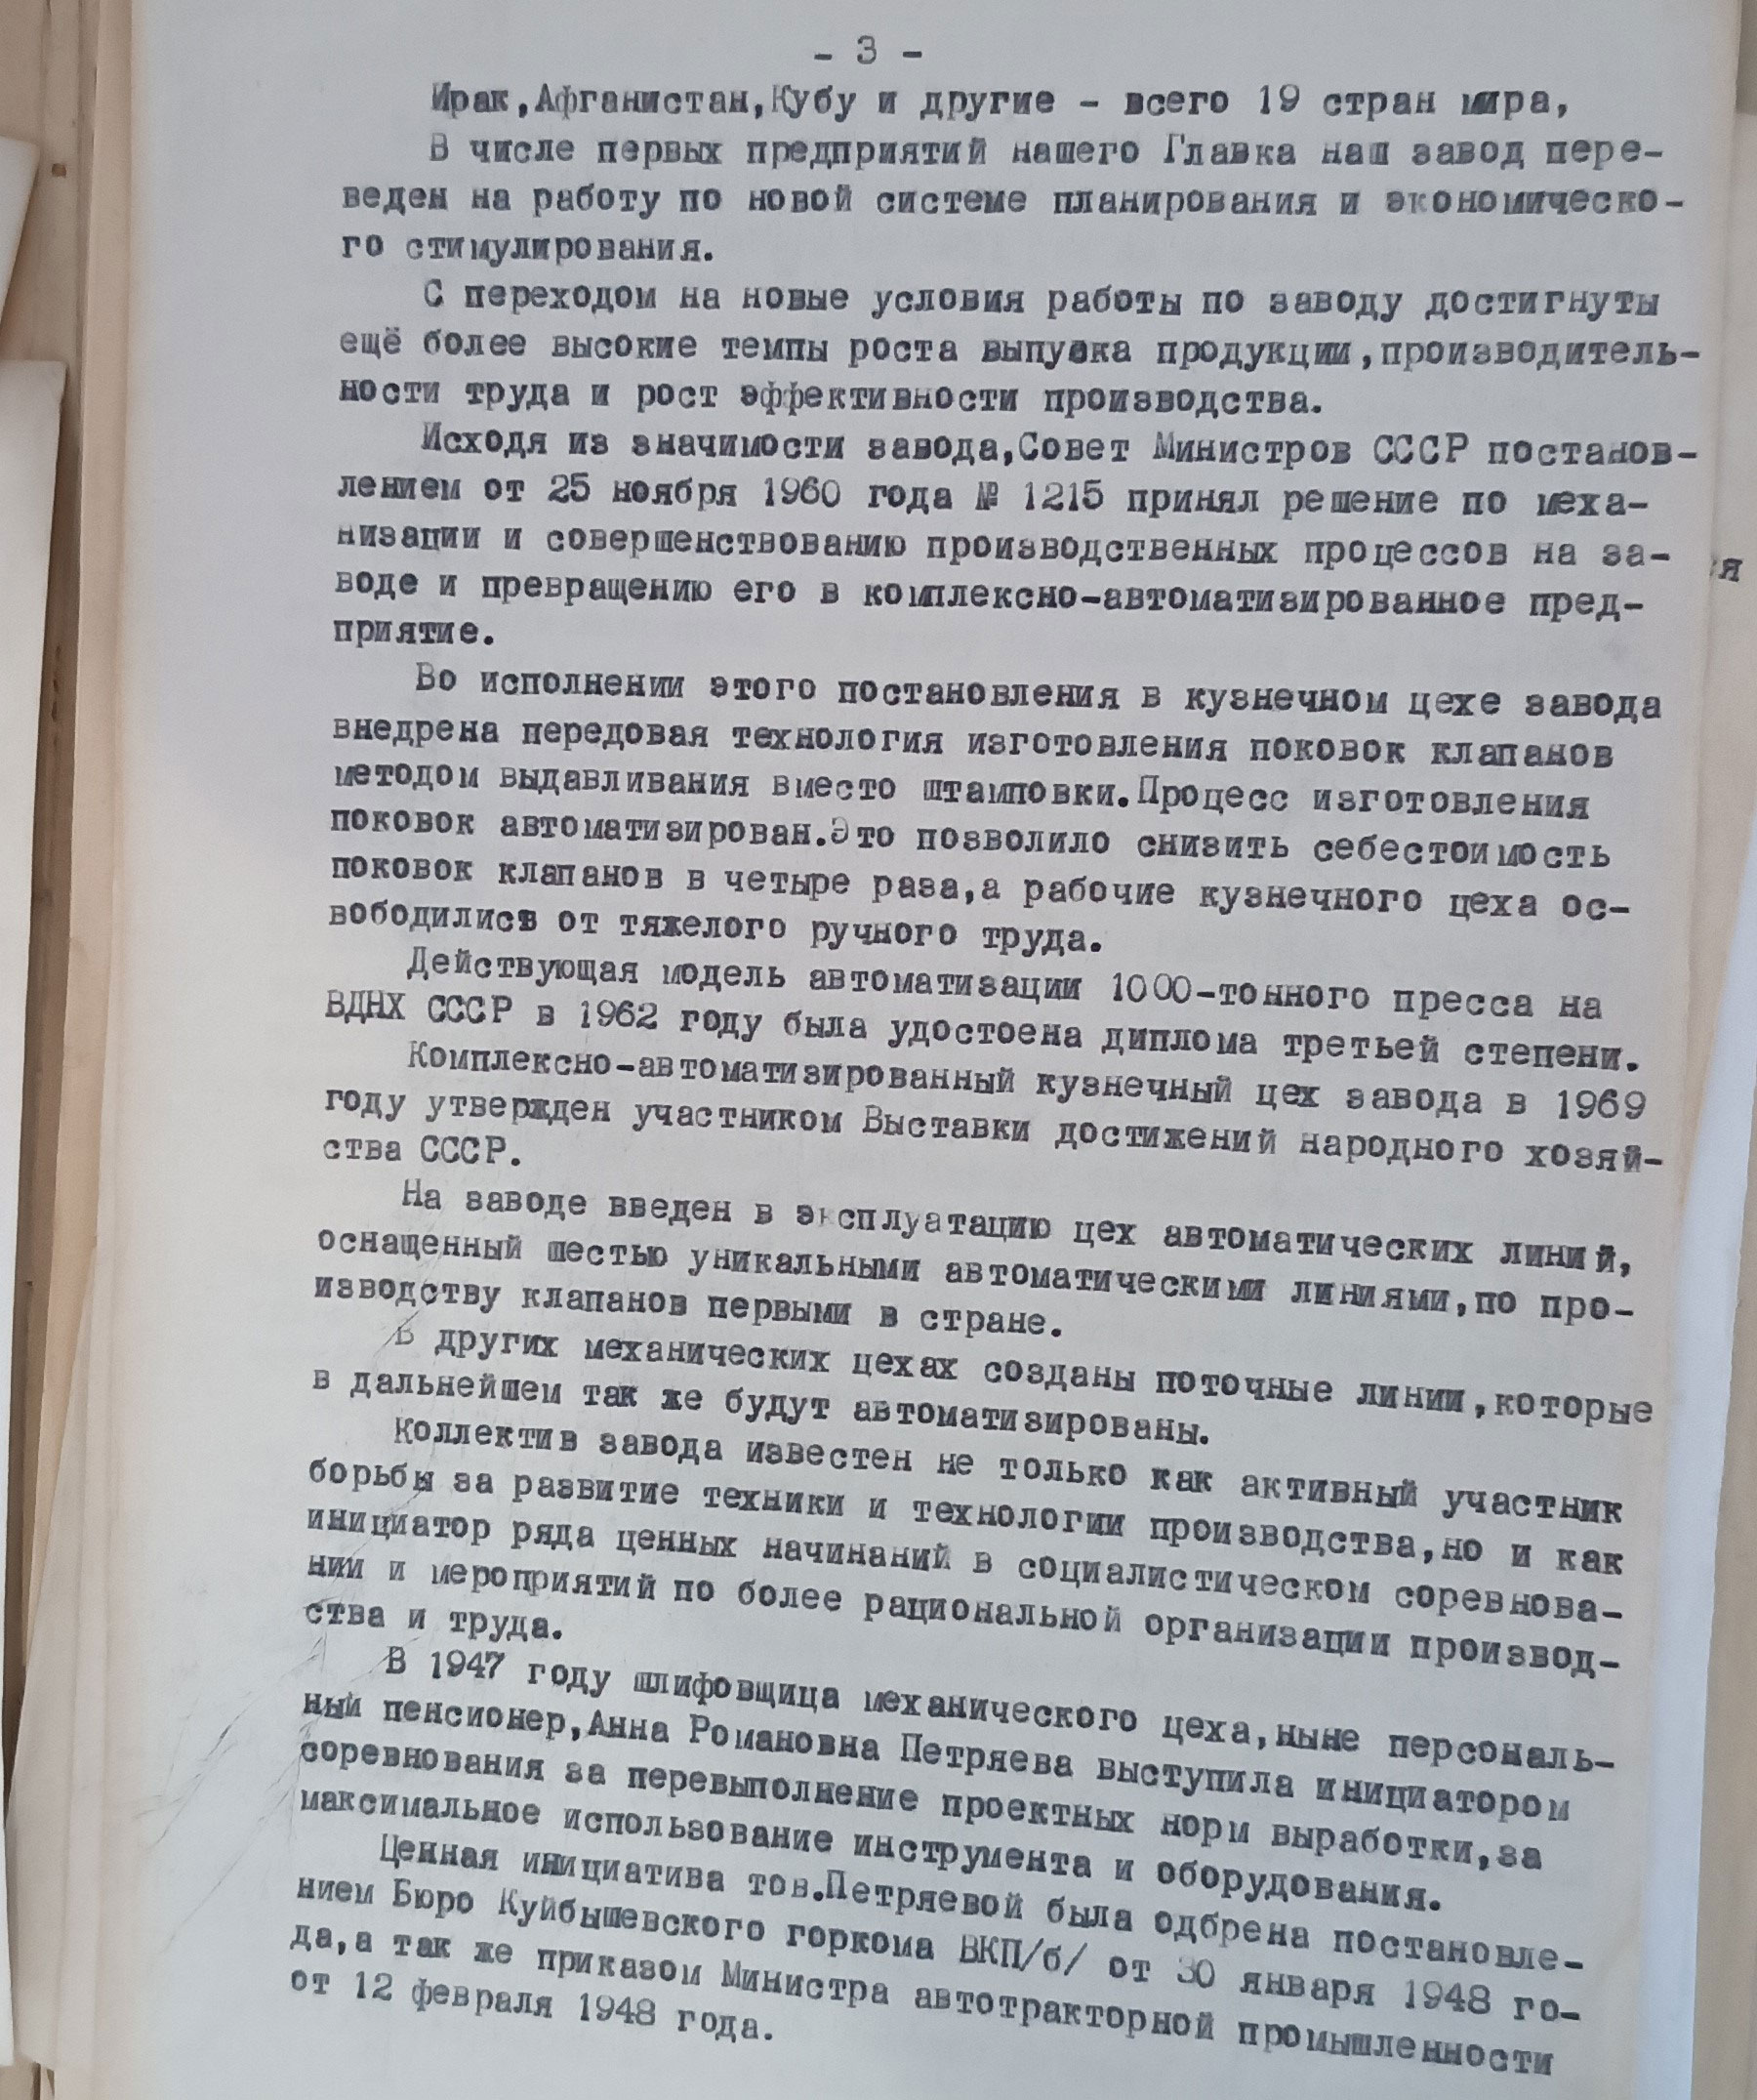 - 3 -
Ирак,Афганистан,Кубу и другие - всего 19 стран мира,
В числе первых предприятий нашего Главка наш завод пере-
веден на работу по новой системе планирования и экономическо-
го стимулирования.
С переходом на новые условия работы по заводу достигнуты
ещё более высокие темпы роста выпуска продукции,производитель-
ности труда и рост эффективности производства.
Исходя из значимости завода,Совет Министров СССР постанов-
лением от 25 ноября 1960 года № 1215 принял решение по меха-
низации и совершенствованию производственных процессов на за-
воде и превращению его в комплексно-автоматизированное пред-
приятие.
Во исполнении этого постановления в кузнечном цехе завода
внедрена передовая технология изготовления поковок клапанов
методом выдавливания вместо штамповки.Процесс изготовления
поковок автоматизирован.Это позволило снизить себестоимость
поковок клапанов в четыре раза,а рабочие кузнечного цеха ос-
вободились от тяжелого ручного труда.
Действующая модель автоматизации 1000-тонного пресса на
ВДНХ СССР в 1962 году была удостоена диплома третьей степени.
Комплексно-автоматизированный кузнечный цех завода в 1969
году утвержден участником Выставки достижений народного хозяй-
ства СССР.
На заводе введен в эксплуатацию цех автоматических линий,
оснащенный шестью уникальными автоматическими линиями,по про-
изводству клапанов первыми в стране.
В других механических цехах созданы поточные линии,которые
в дальнейшем так же будут автоматизированы.
Коллектив завода известен не только как активный участник
борьбы за развитие техники и технологии производства,но и как
инициатор ряда ценных начинаний в социалистическом соревнова-
нии и мероприятий по более рациональной организации производ-
ства и труда.
В 1947 году шлифовщица механического цеха,ныне персональ-
ный пенсионер,Анна Романовна Петряева выступила инициатором
соревнования за перевыполнение проектных норм выработки,за
максимальное использование инструмента и оборудования.
Ценная инициатива тов.Петряевой была одбрена постановле-
нием Бюро Куйбышевского горкома ВКП/б/ от 30 января 1948 го-
да,а так же приказом Министра автотракторной промышленности
от 12 февраля 1948 года.